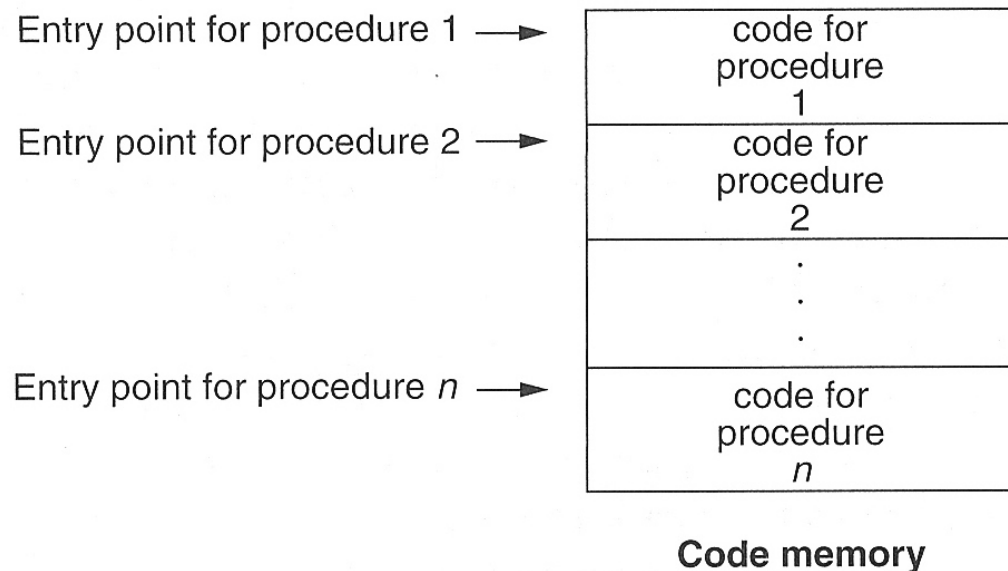 Entry point for procedure 1
code for
procedure
1
Entry point for procedure 2
code for
procedure
2
.
.
.
Entry point for procedure n
code for
procedure
n
Code memory